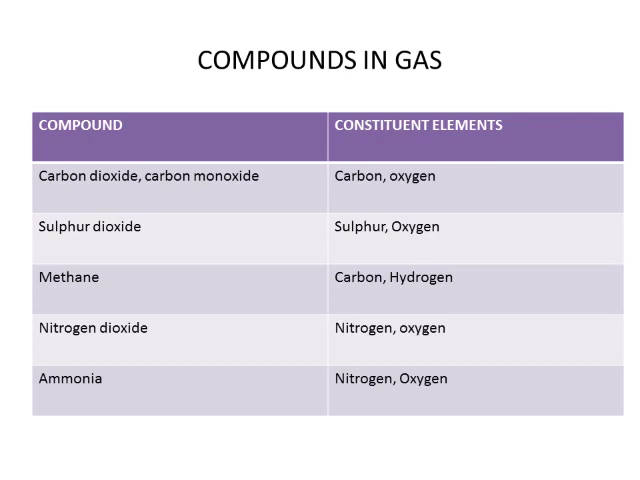 COMPOUNDS IN GAS
COMPOUND CONSTITUENT ELEMENTS
Carbon dioxide, carbon monoxide Carbon, oxygen
Sulphur dioxide Sulphur, Oxygen
Methane Carbon, Hydrogen
Nitrogen dioxide Nitrogen, oxygen
Ammonia Nitrogen, Oxygen